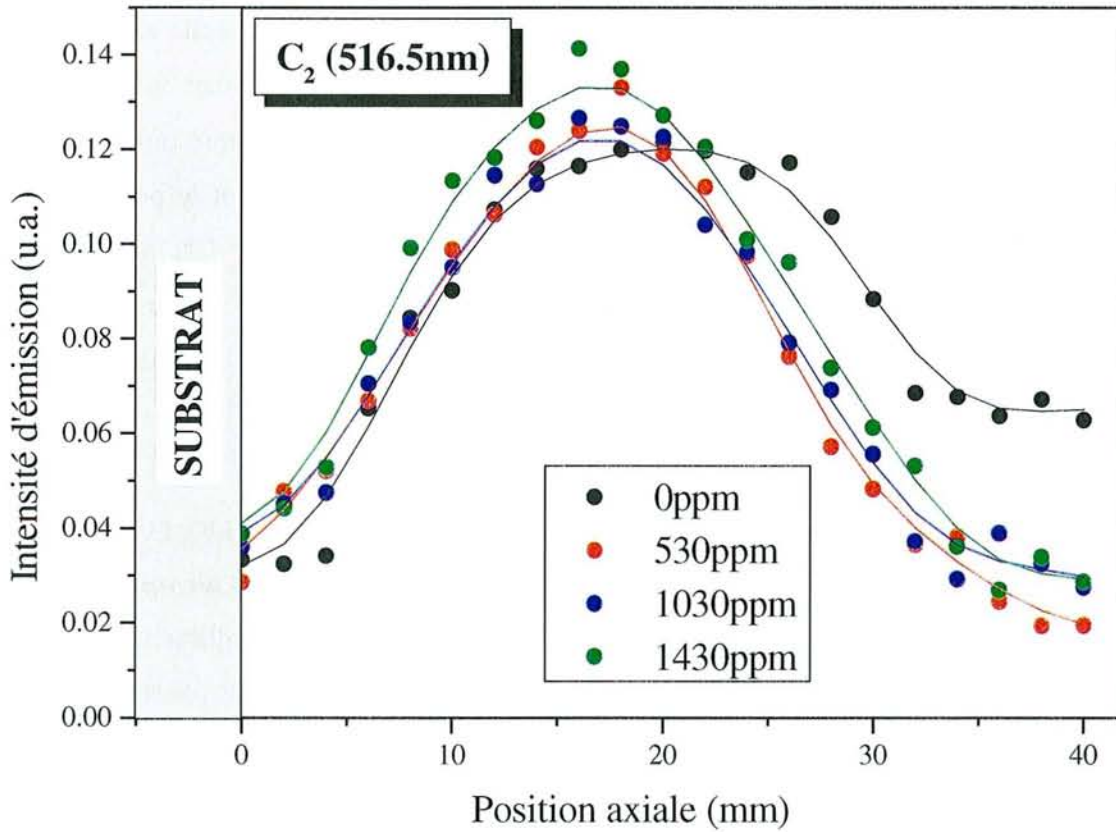 C₂ (516.5nm)
Intensité d'émission (u.a.)
0.14
0.12
0.10
0.08
0.06
0.04
0.02
0.00
SUBSTRAT
0ppm
530ppm
1030ppm
1430ppm
0
10
20
30
40
Position axiale (mm)